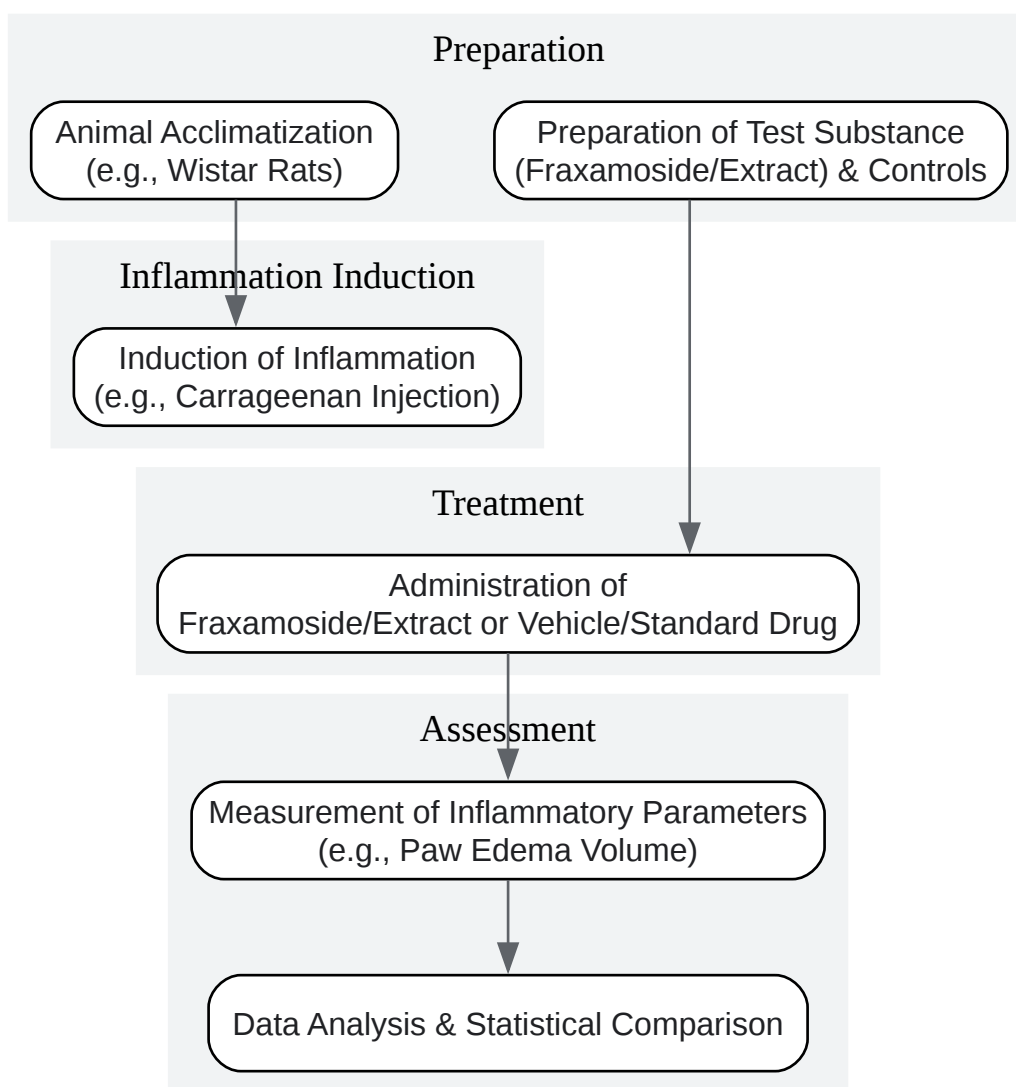 Preparation
Animal Acclimatization
(e.g., Wistar Rats)
Preparation of Test Substance
(Fraxamoside/Extract) & Controls
Inflammation Induction
Induction of Inflammation
(e.g., Carrageenan Injection)
Treatment
Administration of
Fraxamoside/Extract or Vehicle/Standard Drug
Assessment
Measurement of Inflammatory Parameters
(e.g., Paw Edema Volume)
Data Analysis & Statistical Comparison